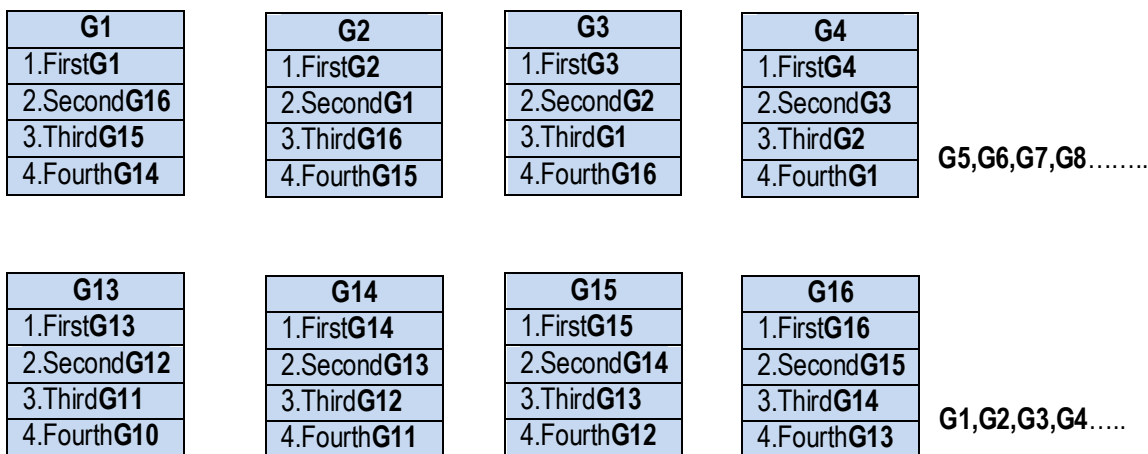 G1
1.FirstG1
2.SecondG16
3.ThirdG15
4.FourthG14
G2
1.FirstG2
2.SecondG1
3.ThirdG16
4.FourthG15
G3
1.FirstG3
2.SecondG2
3.ThirdG1
4.FourthG16
G4
1.FirstG4
2.SecondG3
3.ThirdG2
4.FourthG1
G5,G6,G7,G8……..
G13
1.FirstG13
2.SecondG12
3.ThirdG11
4.FourthG10
G14
1.FirstG14
2.SecondG13
3.ThirdG12
4.FourthG11
G15
1.FirstG15
2.SecondG14
3.ThirdG13
4.FourthG12
G16
1.FirstG16
2.SecondG15
3.ThirdG14
4.FourthG13
G1,G2,G3,G4…..